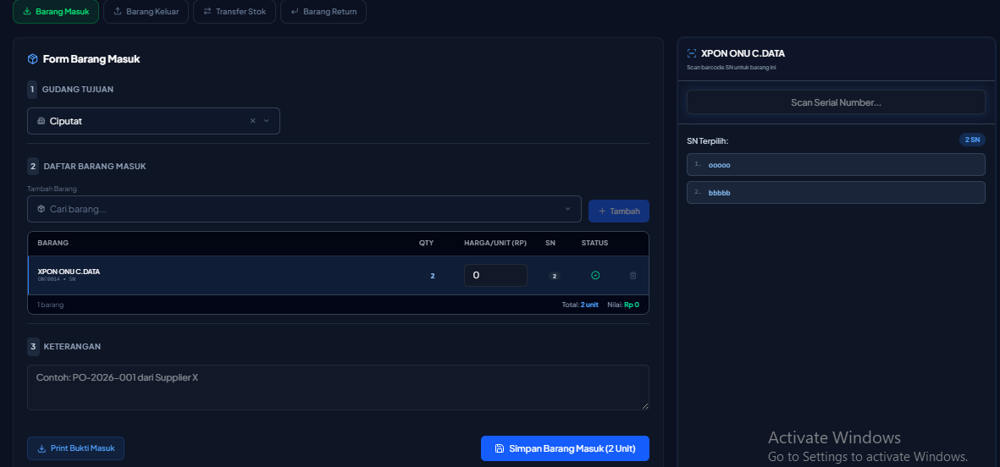 Barang Masuk Barang Keluar Transfer Stok Barang Return
Form Barang Masuk
1 GUDANG TUJUAN
Ciputat
2 DAFTAR BARANG MASUK
Tambah Barang
Cari barang...
+ Tambah
BARANG QTY HARGA/UNIT (RP) SN STATUS
XPON ONU C.DATA 2 0 2
ONT0014 • SN
1 barang Total: 2 unit Nilai: Rp 0
3 KETERANGAN
Contoh: PO-2026-001 dari Supplier X
Print Bukti Masuk
Simpan Barang Masuk (2 Unit)
XPON ONU C.DATA
Scan barcode SN untuk barang ini
Scan Serial Number...
SN Terpilih: 2 SN
1. ooooo
2. bbbbb
Activate Windows
Go to Settings to activate Windows.